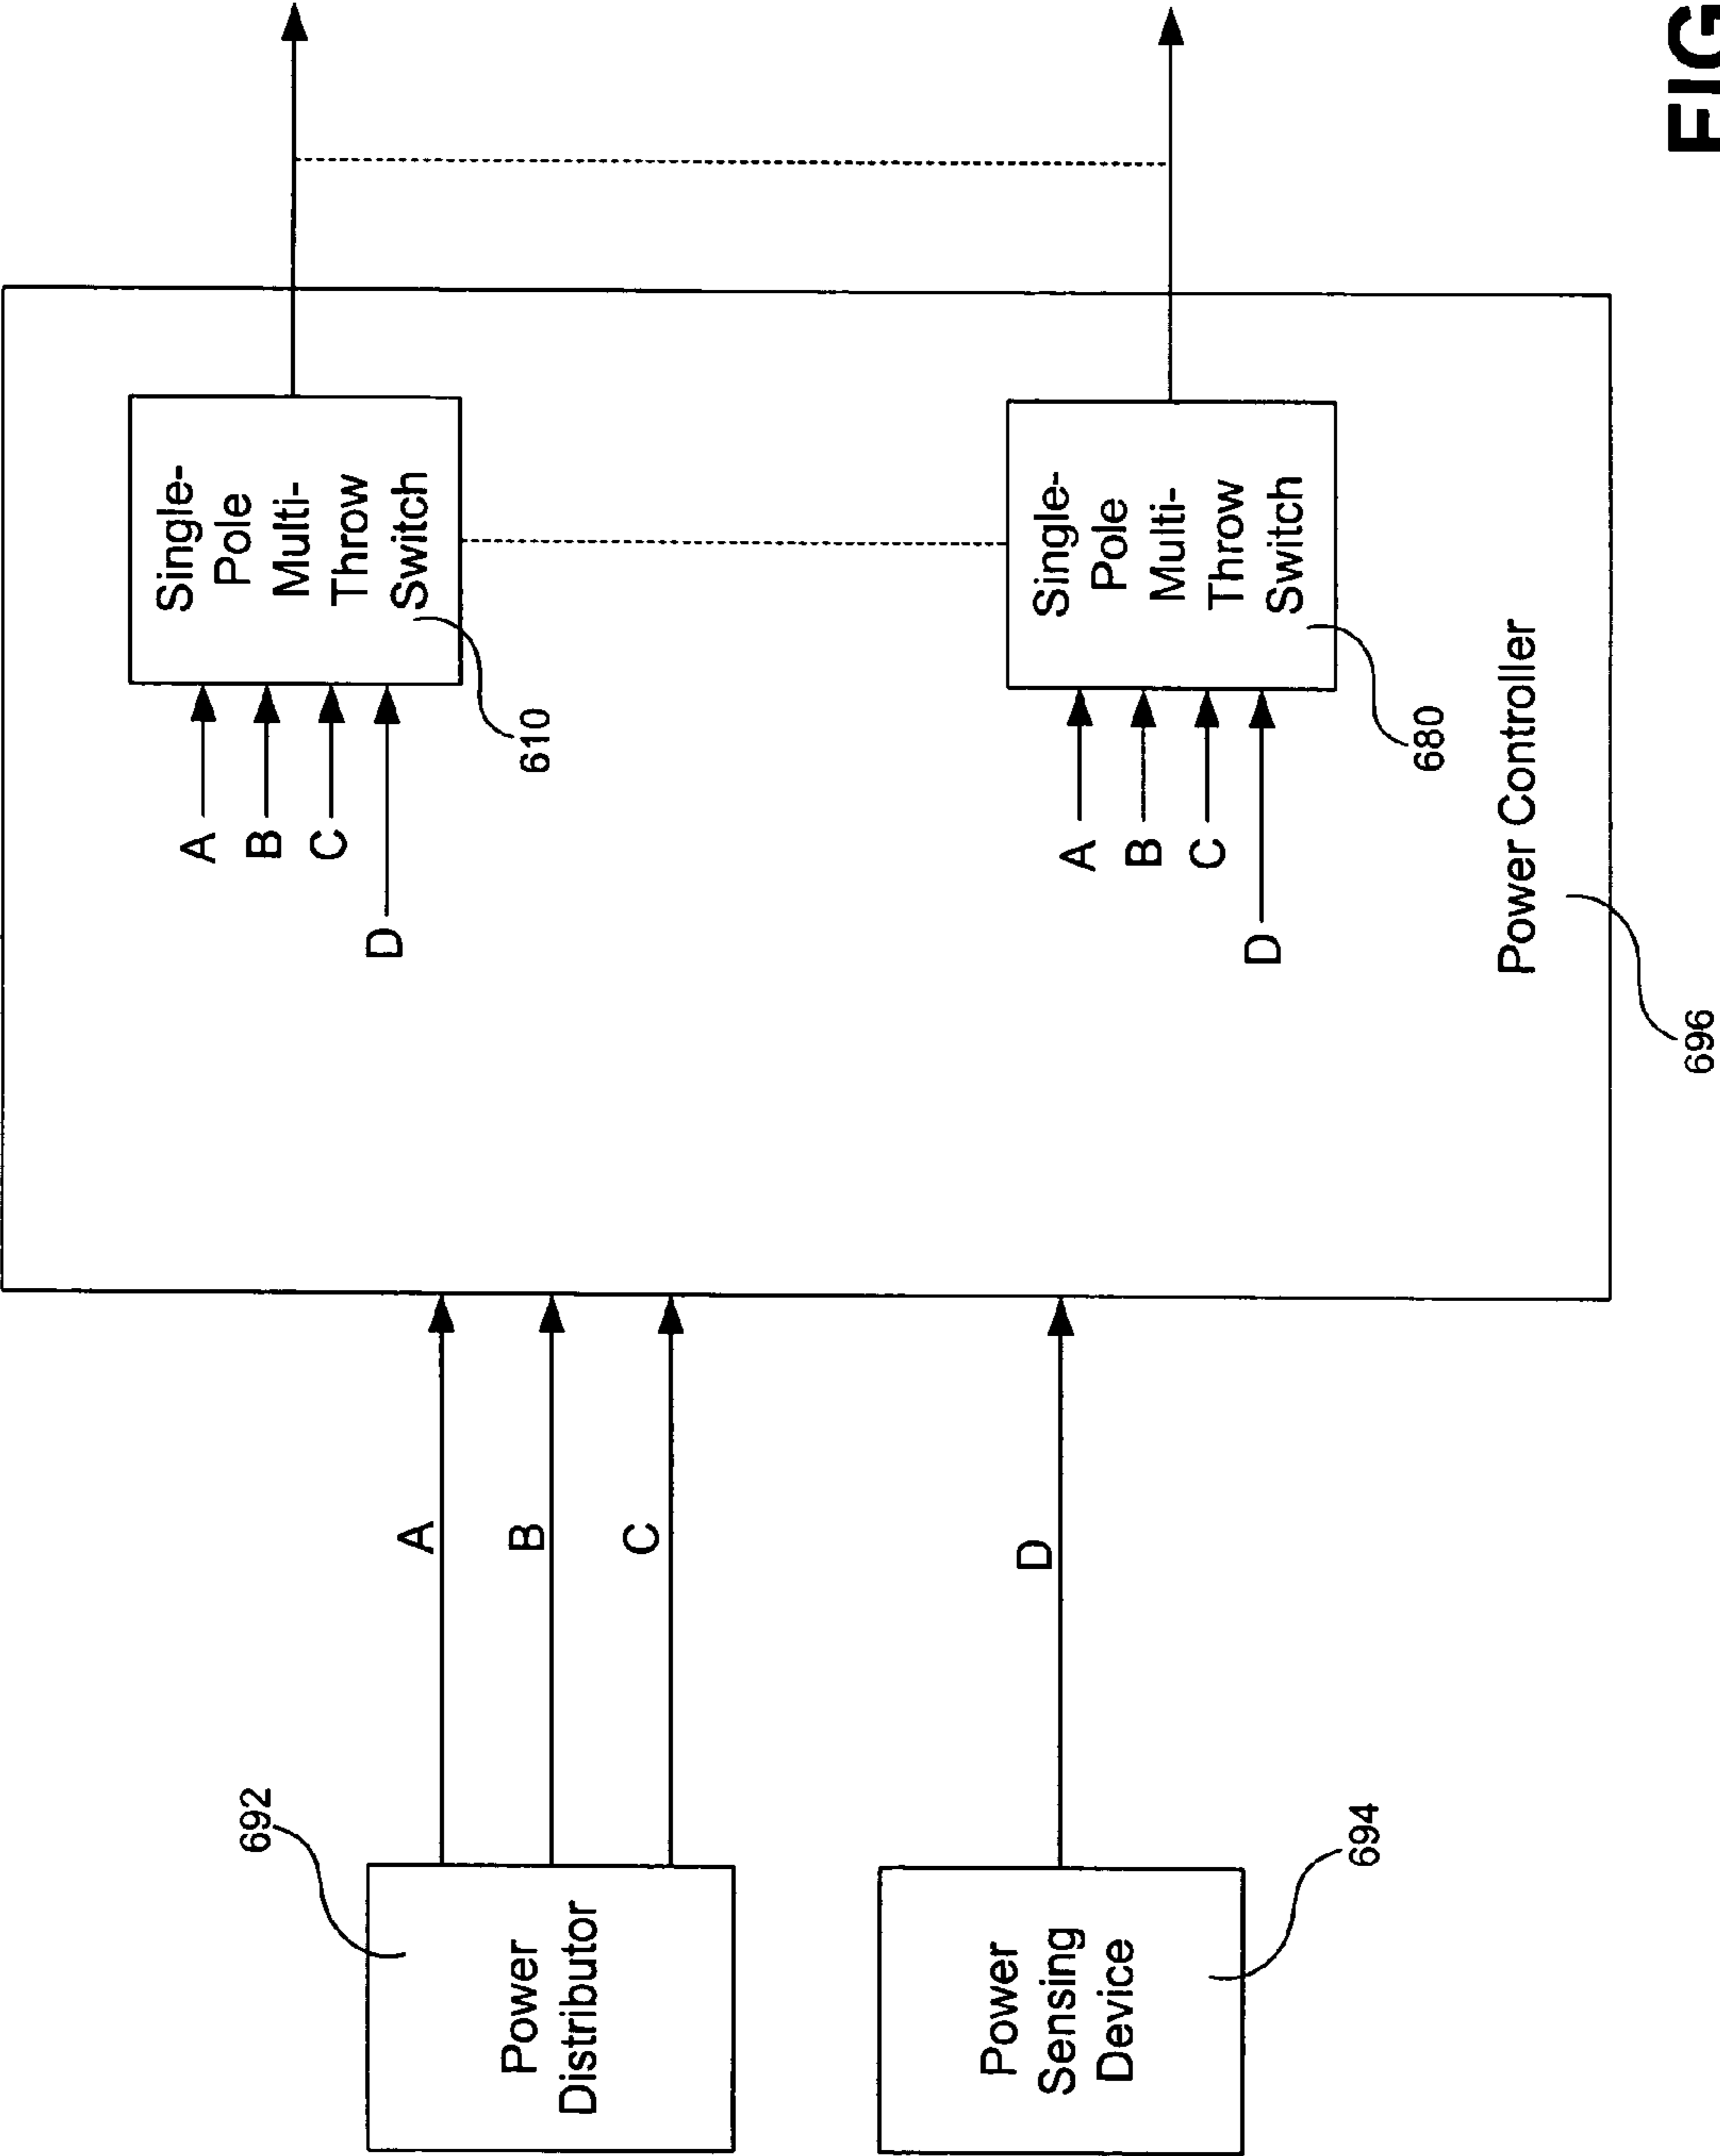 692
Power
Distributor
A
B
C
Power
Sensing
Device
694
D
A
B
C
D
Single-
Pole
Multi-
Throw
Switch
610
A
B
C
D
Single-
Pole
Multi-
Throw
Switch
680
Power Controller
696
FIG